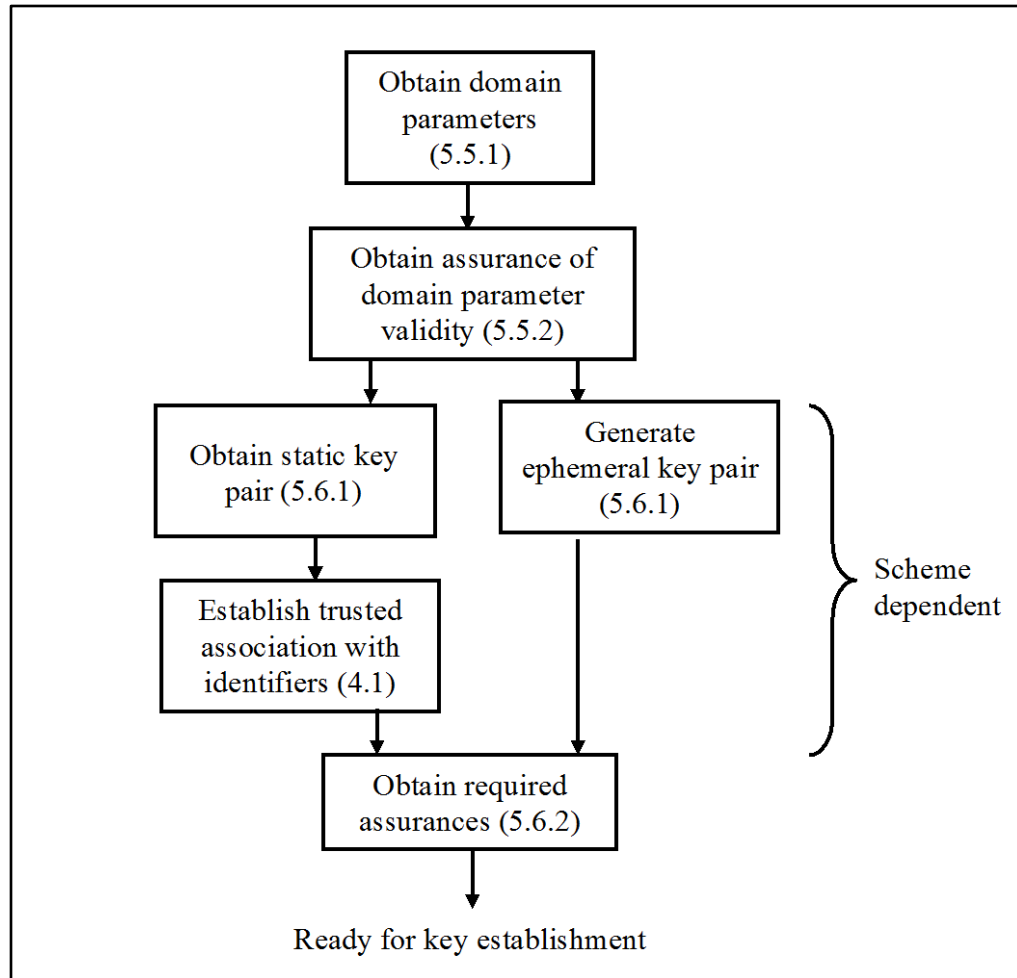 Obtain domain
parameters
(5.5.1)
Obtain assurance of
domain parameter
validity (5.5.2)
Obtain static key
pair (5.6.1)
Generate
ephemeral key pair
(5.6.1)
Establish trusted
association with
identifiers (4.1)
Scheme
dependent
Obtain required
assurances (5.6.2)
Ready for key establishment